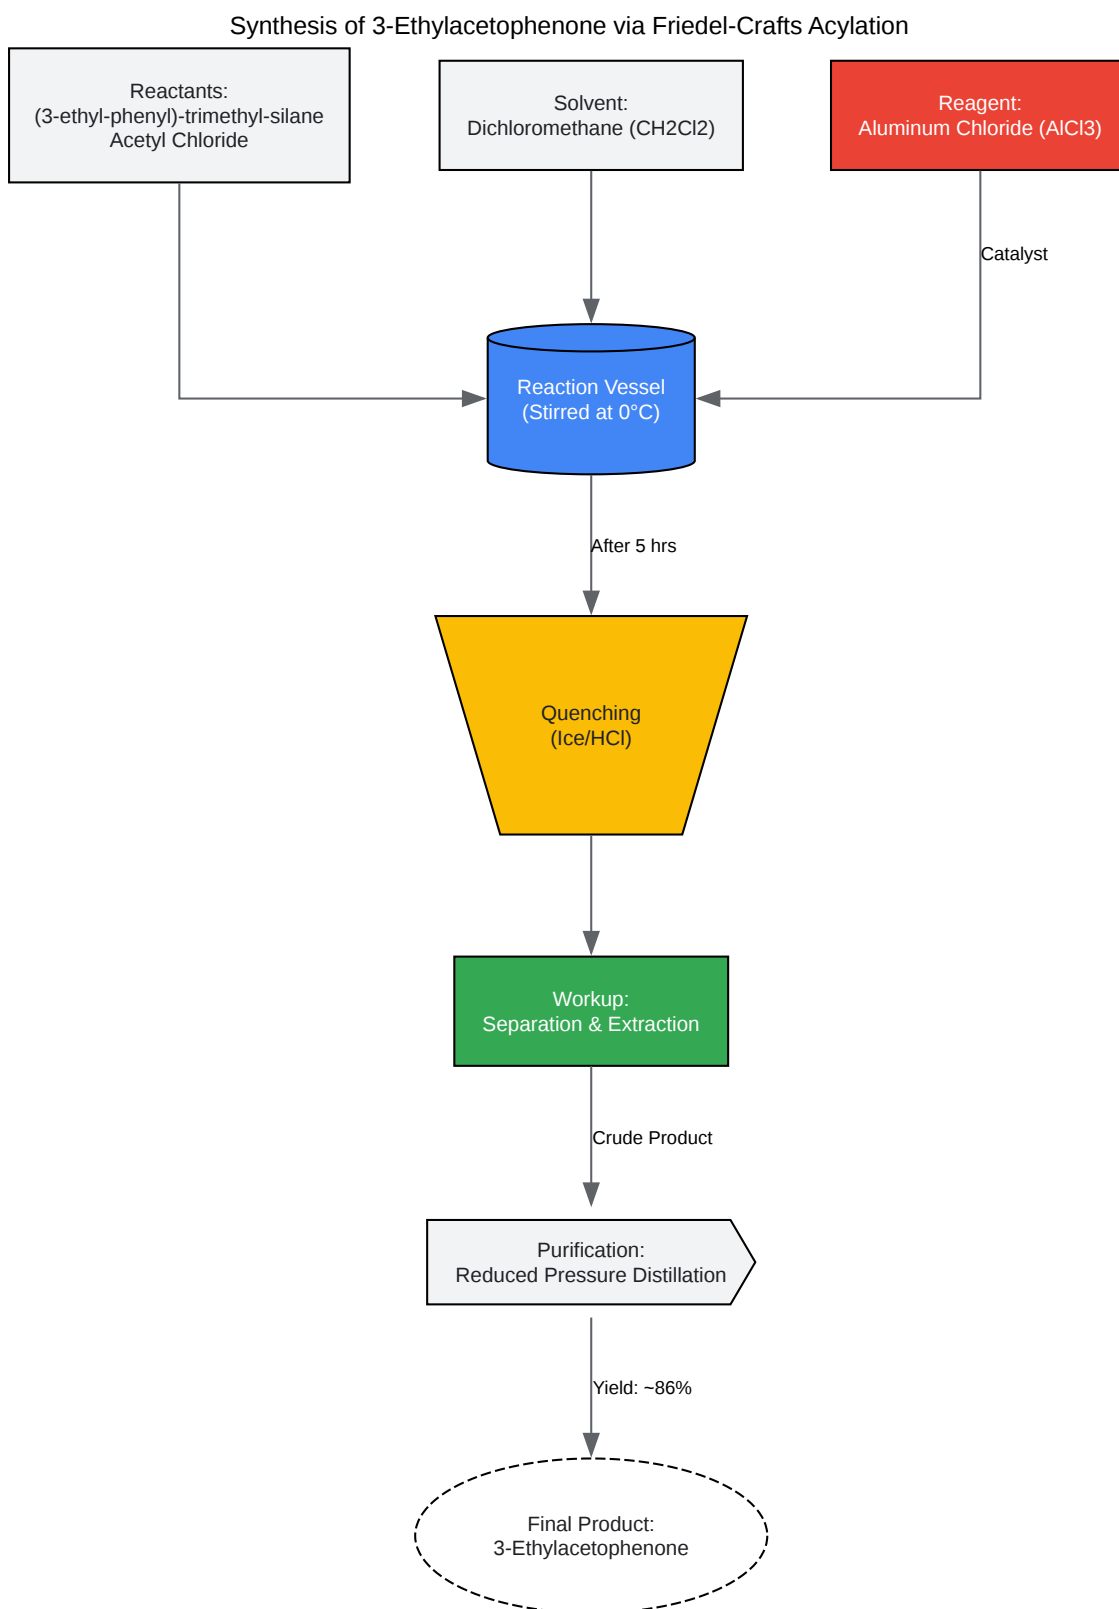 Synthesis of 3-Ethylacetophenone via Friedel-Crafts Acylation
Reactants:
(3-ethyl-phenyl)-trimethyl-silane
Acetyl Chloride
Solvent:
Dichloromethane (CH2Cl2)
Reagent:
Aluminum Chloride (AlCl3)
Catalyst
Reaction Vessel
(Stirred at 0°C)
After 5 hrs
Quenching
(Ice/HCl)
Workup:
Separation & Extraction
Crude Product
Purification:
Reduced Pressure Distillation
Yield: ~86%
Final Product:
3-Ethylacetophenone